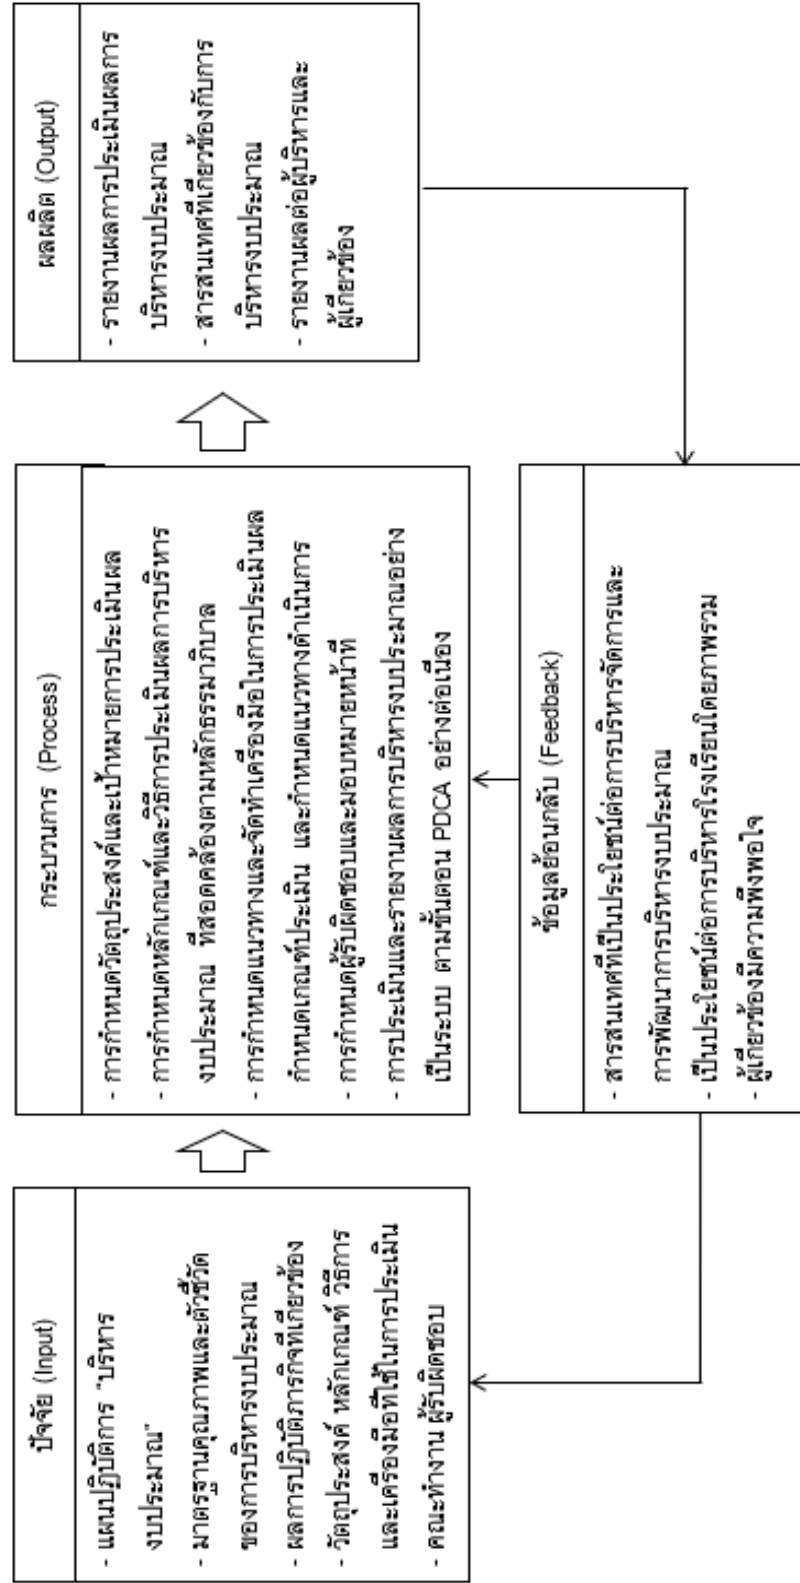 ปัจจัย (Input)
- แผนปฏิบัติการ "บริหาร
งบประมาณ"
- มาตรฐานคุณภาพและตัวชี้วัด
ของการบริหารงบประมาณ
- ผลการปฏิบัติภารกิจที่เกี่ยวข้อง
- วัตถุประสงค์ หลักเกณฑ์ วิธีการ
และเครื่องมือที่ใช้ในการประเมิน
- คณะทำงาน ผู้รับผิดชอบ
กระบวนการ (Process)
- การกำหนดวัตถุประสงค์และเป้าหมายการประเมินผล
- การกำหนดหลักเกณฑ์และวิธีการประเมินผลการบริหาร
งบประมาณ ที่สอดคล้องตามหลักธรรมาภิบาล
- การกำหนดแนวทางและจัดทำเครื่องมือในการประเมินผล
กำหนดเกณฑ์ประเมิน และกำหนดแนวทางดำเนินการ
- การกำหนดผู้รับผิดชอบและมอบหมายหน้าที่
- การประเมินและรายงานผลการบริหารงบประมาณอย่าง
เป็นระบบ ตามขั้นตอน PDCA อย่างต่อเนื่อง
ผลผลิต (Output)
- รายงานผลการประเมินผลการ
บริหารงบประมาณ
- สารสนเทศที่เกี่ยวข้องกับการ
บริหารงบประมาณ
- รายงานผลต่อผู้บริหารและ
ผู้เกี่ยวข้อง
ข้อมูลย้อนกลับ (Feedback)
- สารสนเทศที่เป็นประโยชน์ต่อการบริหารจัดการและ
การพัฒนาการบริหารงบประมาณ
- เป็นประโยชน์ต่อการบริหารโรงเรียนโดยภาพรวม
- ผู้เกี่ยวข้องมีความพึงพอใจ